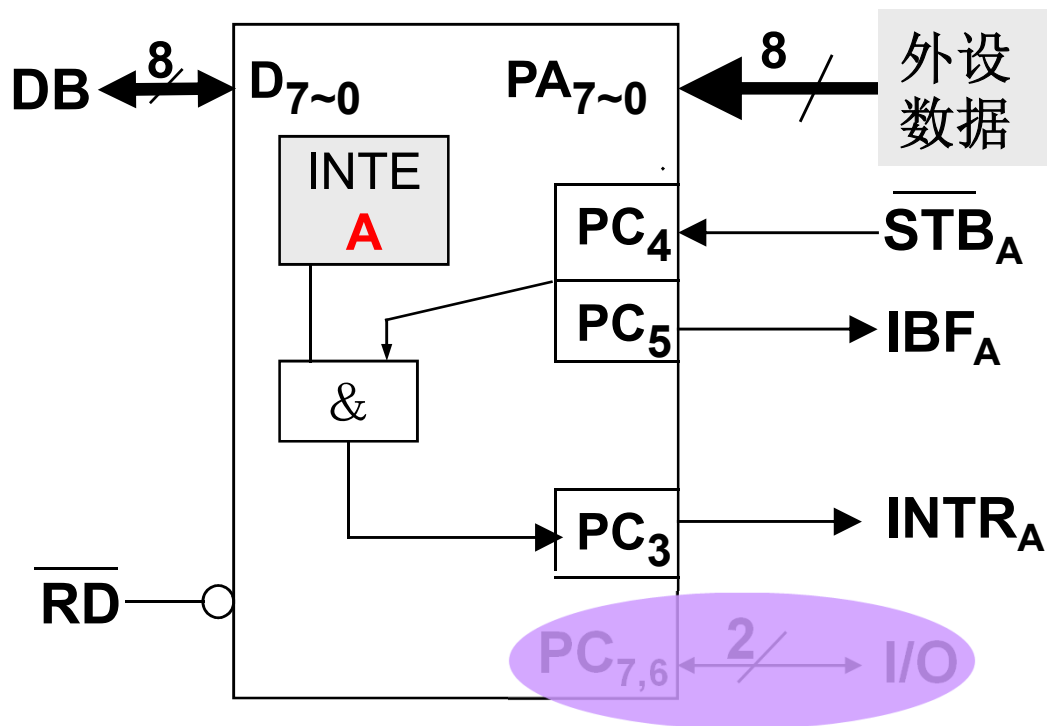 DB
8
D7~0
PA7~0
8
外设
数据
INTE
A
PC4
STBA
PC5
IBFA
&
PC3
INTRA
RD
PC7,6
2
I/O